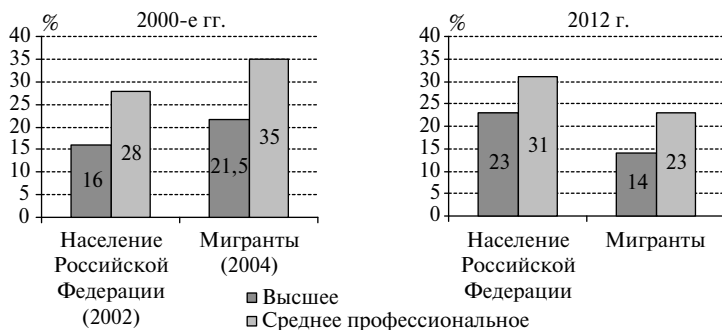 % 2000-е гг.
40
35
30
25
20
15
10
5
0
16
28
21,5
35
Население
Российской
Федерации
(2002)
Мигранты
(2004)
% 2012 г.
40
35
30
25
20
15
10
5
0
23
31
14
23
Население
Российской
Федерации
Мигранты
Высшее
Среднее профессиональное